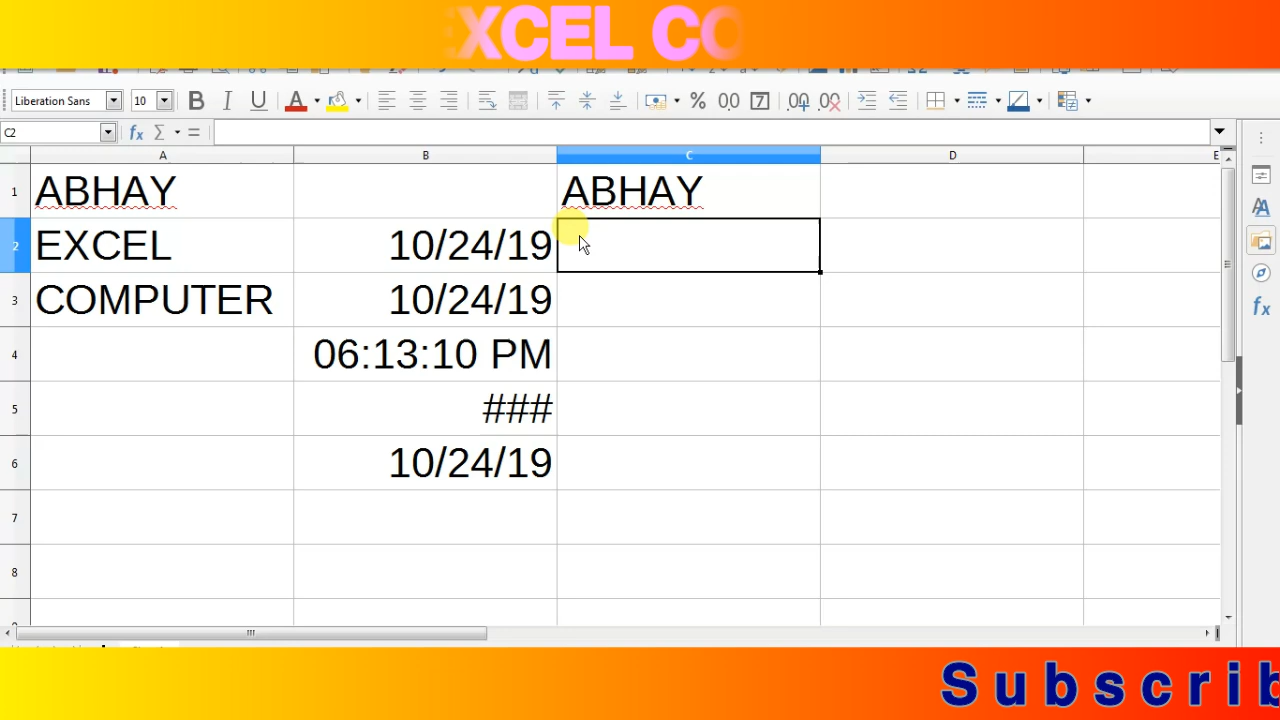 EXCEL CO
Liberation Sans 10
C2
A B C D E
1 ABHAY ABHAY
2 EXCEL 10/24/19
3 COMPUTER 10/24/19
4 06:13:10 PM
5 ###
6 10/24/19
7
8
Subscrib